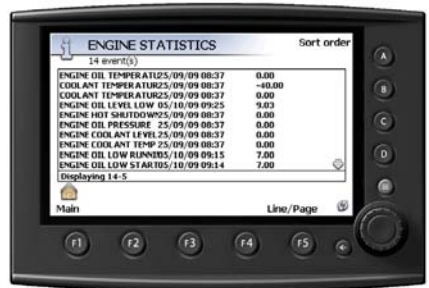 ENGINE STATISTICS
Sort order
14 event(s)
ENGINE OIL TEMPERATU25/09/09 08:37 0.00
COOLANT TEMPERATUR25/09/09 08:37 -40.00
COOLANT TEMPERATUR25/09/09 08:37 0.00
ENGINE OIL LEVEL LOW 05/10/09 09:25 9.03
ENGINE HOT SHUTDOWN25/09/09 08:37 0.00
ENGINE OIL PRESSURE 25/09/09 08:37 0.00
ENGINE COOLANT LEVEL25/09/09 08:37 0.00
ENGINE COOLANT TEMP 25/09/09 08:37 0.00
ENGINE OIL LOW RUNNI05/10/09 09:15 7.00
ENGINE OIL LOW START05/10/09 09:14 7.00
Displaying 14-5
Main
Line/Page
A
B
C
D
F1
F2
F3
F4
F5